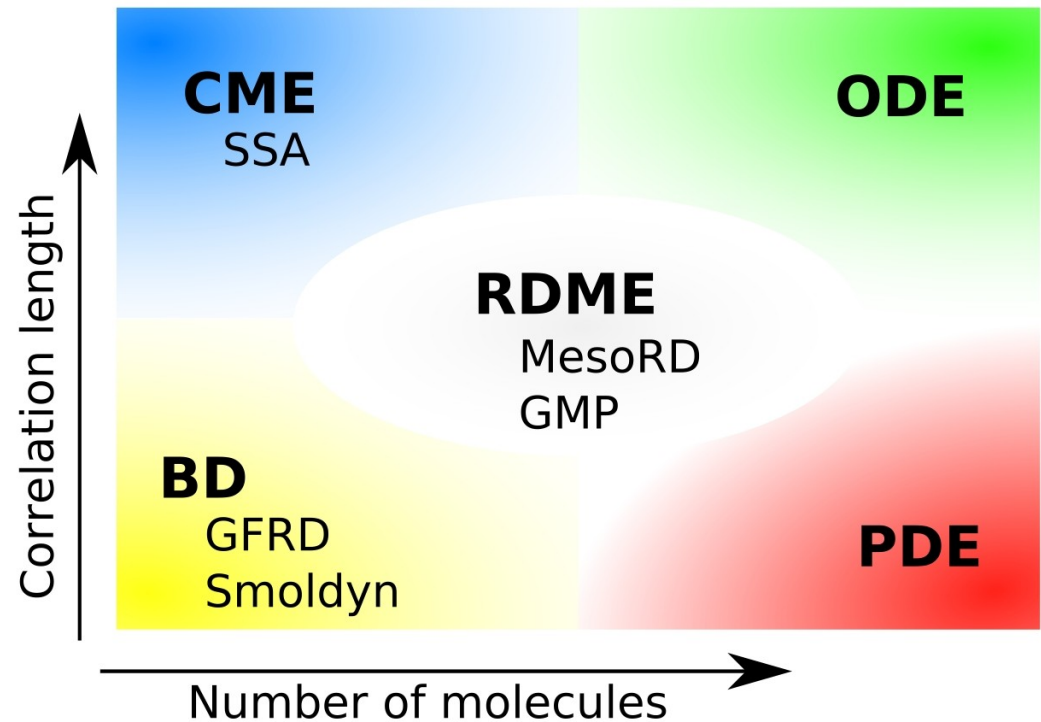 CME
SSA
ODE
RDME
MesoRD
GMP
BD
GFRD
Smoldyn
PDE
Correlation length
Number of molecules